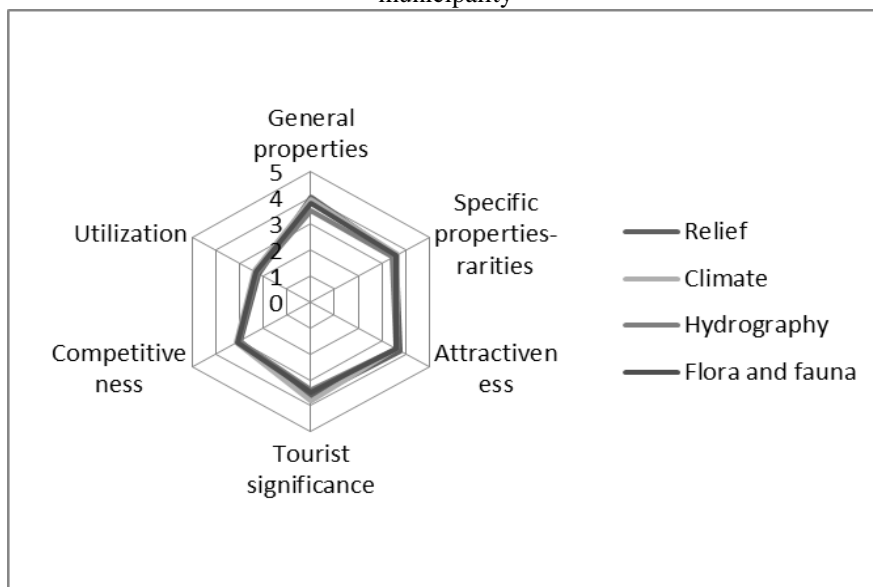 municipality
General
properties
5
4
3
2
1
0
Specific
properties-
rarities
Attractiven
ess
Tourist
significance
Competitive
ness
Utilization
Relief
Climate
Hydrography
Flora and fauna